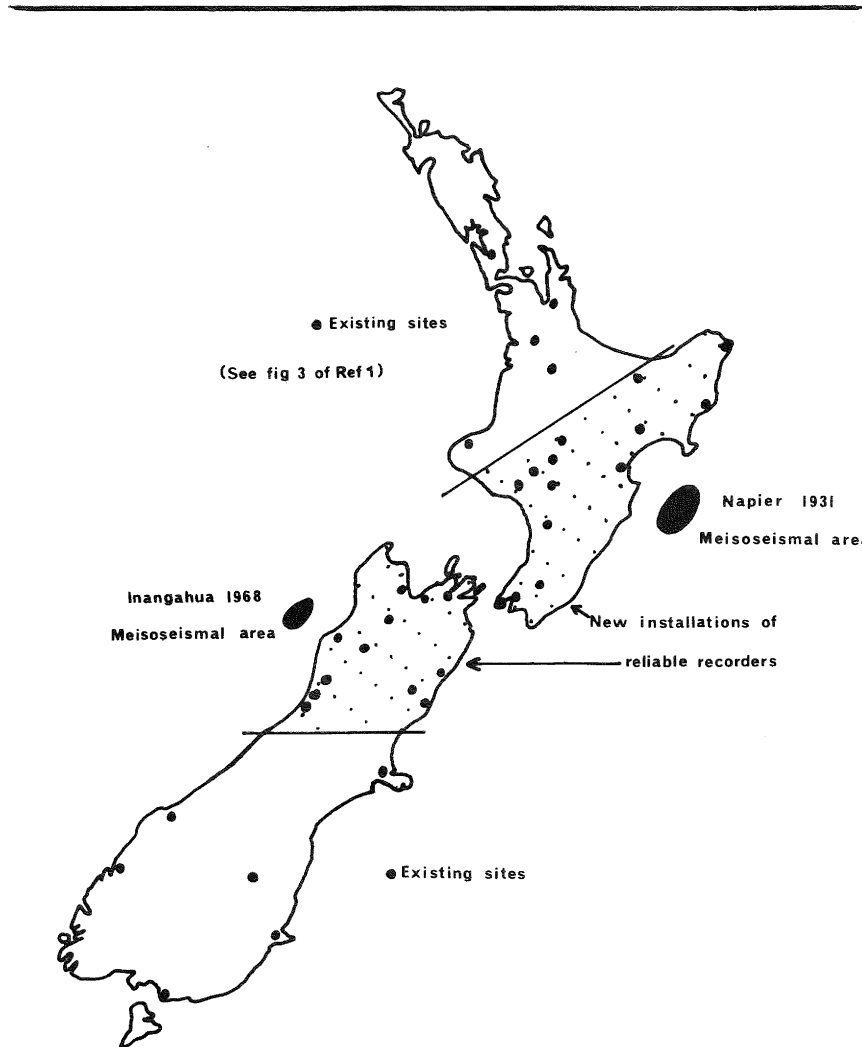 Existing sites
(See fig 3 of Ref 1)
Napier 1931
Meisoseismal area
Inangahua 1968
Meisoseismal area
New installations of
reliable recorders
Existing sites